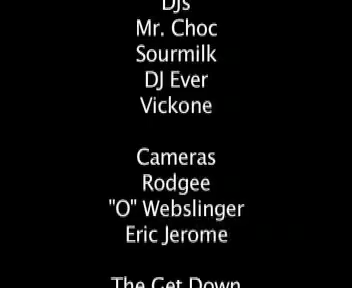 DJs
Mr. Choc
Sourmilk
DJ Ever
Vickone
Cameras
Rodgee
"O" Webslinger
Eric Jerome
The Get Down